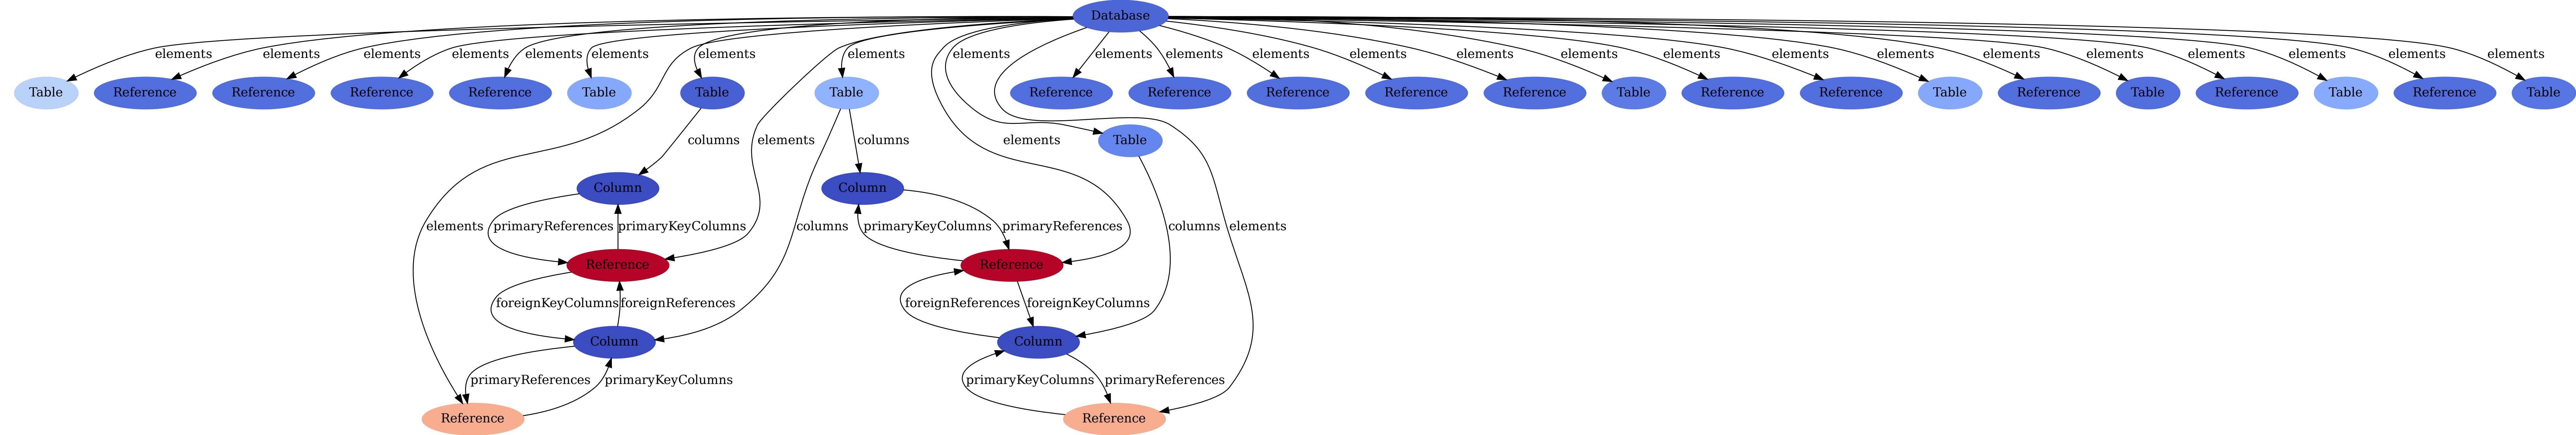 Database
elements elements elements elements elements elements elements elements elements elements elements elements elements elements elements elements elements elements elements elements elements elements
Table Reference Reference Reference Reference Table Table Table Reference Reference Reference Reference Reference Table Reference Reference Table Reference Table Reference Table Reference Table
columns elements columns elements Table
Column Column
elements primaryReferences primaryKeyColumns columns primaryKeyColumns primaryReferences columns elements
Reference Reference
foreignKeyColumns foreignReferences foreignReferences foreignKeyColumns
Column Column
primaryReferences primaryKeyColumns primaryKeyColumns primaryReferences
Reference Reference